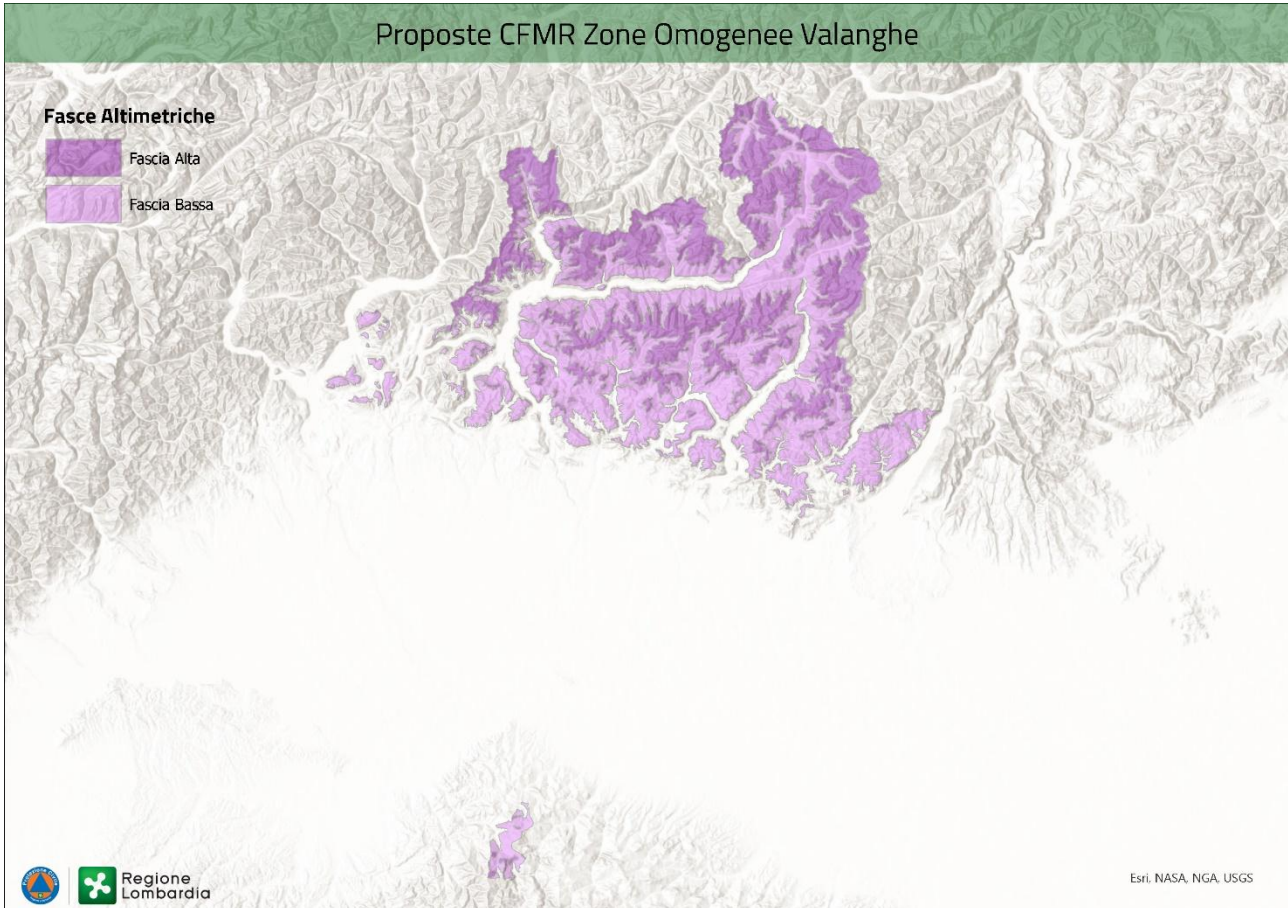 Proposte CFMR Zone Omogenee Valanghe
Fasce Altimetriche
Fascia Alta
Fascia Bassa
Regione
Lombardia
Esri, NASA, NGA, USGS